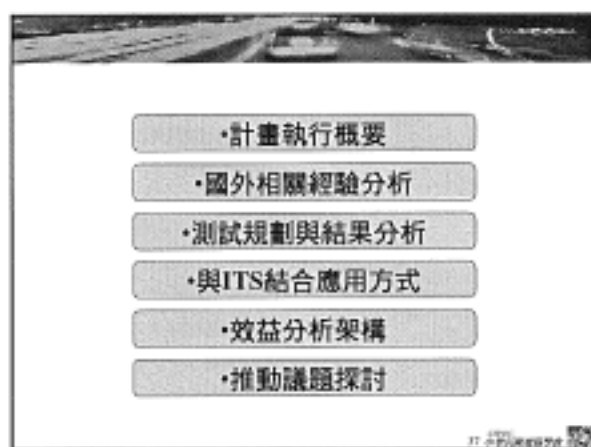 •計畫執行概要
•國外相關經驗分析
•測試規劃與結果分析
•與ITS結合應用方式
•效益分析架構
•推動議題探討